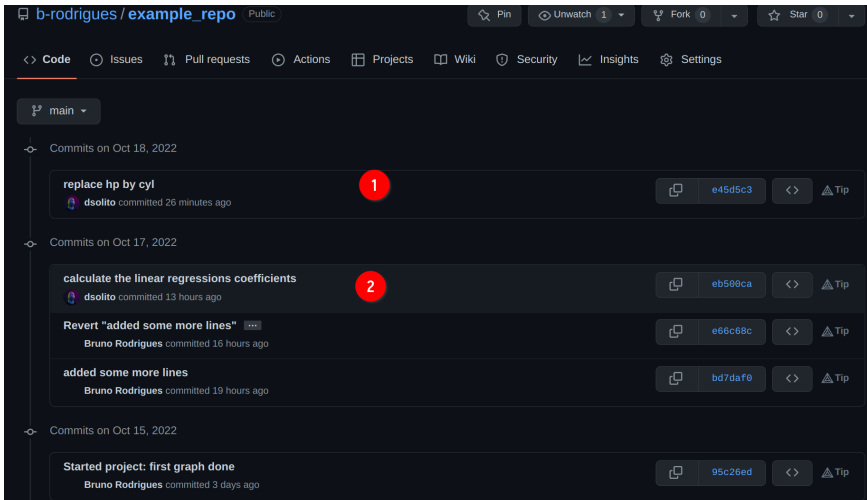 b-rodrigues / example_repo Public
Pin Unwatch 1 Fork 0 Star 0
<> Code Issues Pull requests Actions Projects Wiki Security Insights Settings
main
Commits on Oct 18, 2022
replace hp by cyl
dsolito committed 26 minutes ago
1
e45d5c3 <> Tip
Commits on Oct 17, 2022
calculate the linear regressions coefficients
dsolito committed 13 hours ago
2
eb500ca <> Tip
Revert "added some more lines" ...
Bruno Rodrigues committed 16 hours ago
e66c68c <> Tip
added some more lines
Bruno Rodrigues committed 19 hours ago
bd7daf0 <> Tip
Commits on Oct 15, 2022
Started project: first graph done
Bruno Rodrigues committed 3 days ago
95c26ed <> Tip